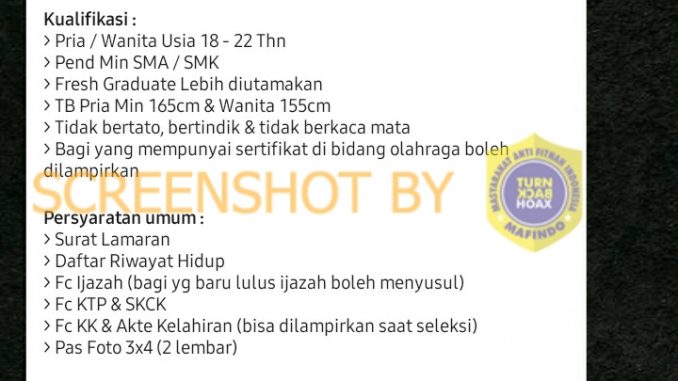 Kualifikasi :
> Pria / Wanita Usia 18 - 22 Thn
> Pend Min SMA / SMK
> Fresh Graduate Lebih diutamakan
> TB Pria Min 165cm & Wanita 155cm
> Tidak bertato, bertindik & tidak berkaca mata
> Bagi yang mempunyai sertifikat di bidang olahraga boleh
dilampirkan
SCREENSHOT BY
MASYARAKAT ANTI FITNAH INDONESIA
TURN
BACK
HOAX
MAFINDO
Persyaratan umum :
> Surat Lamaran
> Daftar Riwayat Hidup
> Fc Ijazah (bagi yg baru lulus ijazah boleh menyusul)
> Fc KTP & SKCK
> Fc KK & Akte Kelahiran (bisa dilampirkan saat seleksi)
> Pas Foto 3x4 (2 lembar)